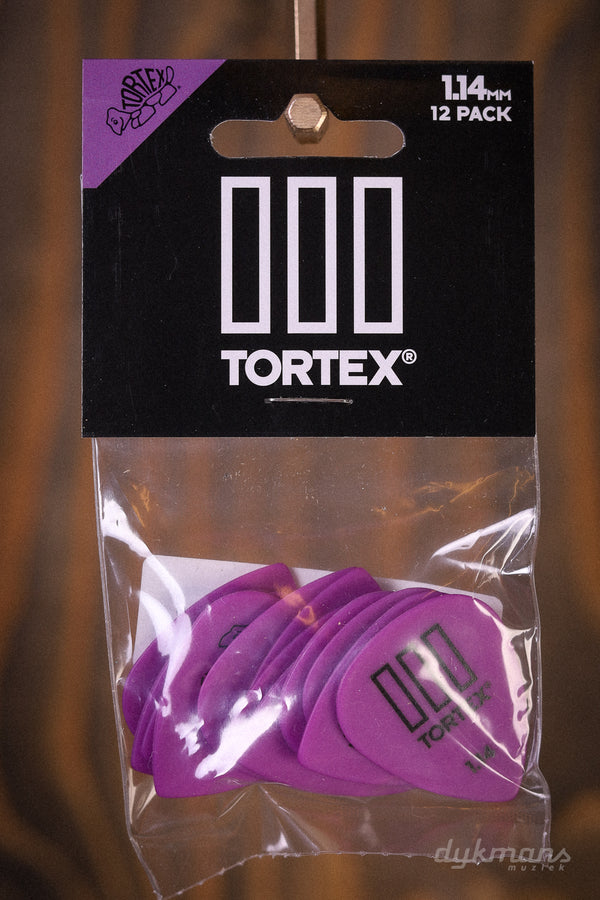 TORTEX
1.14MM
12 PACK
TORTEX®
TORTEX®
1.14
dykmans
muziek